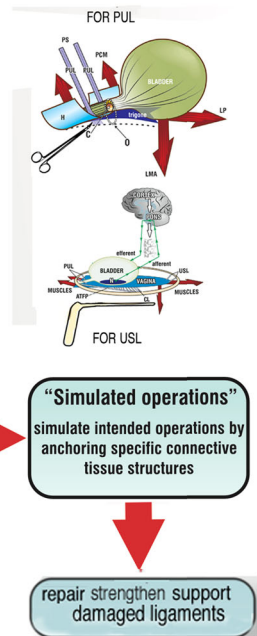 FOR PUL
PS
PCM
PUL PUL
BLADDER
H
trigone
LP
C
O
LMA
CORTEX
PONS
efferent
afferent
PUL
BLADDER
USL
N
VAGINA
MUSCLES
MUSCLES
ATFP
CL
FOR USL
"Simulated operations"
simulate intended operations by
anchoring specific connective
tissue structures
repair strengthen support
damaged ligaments